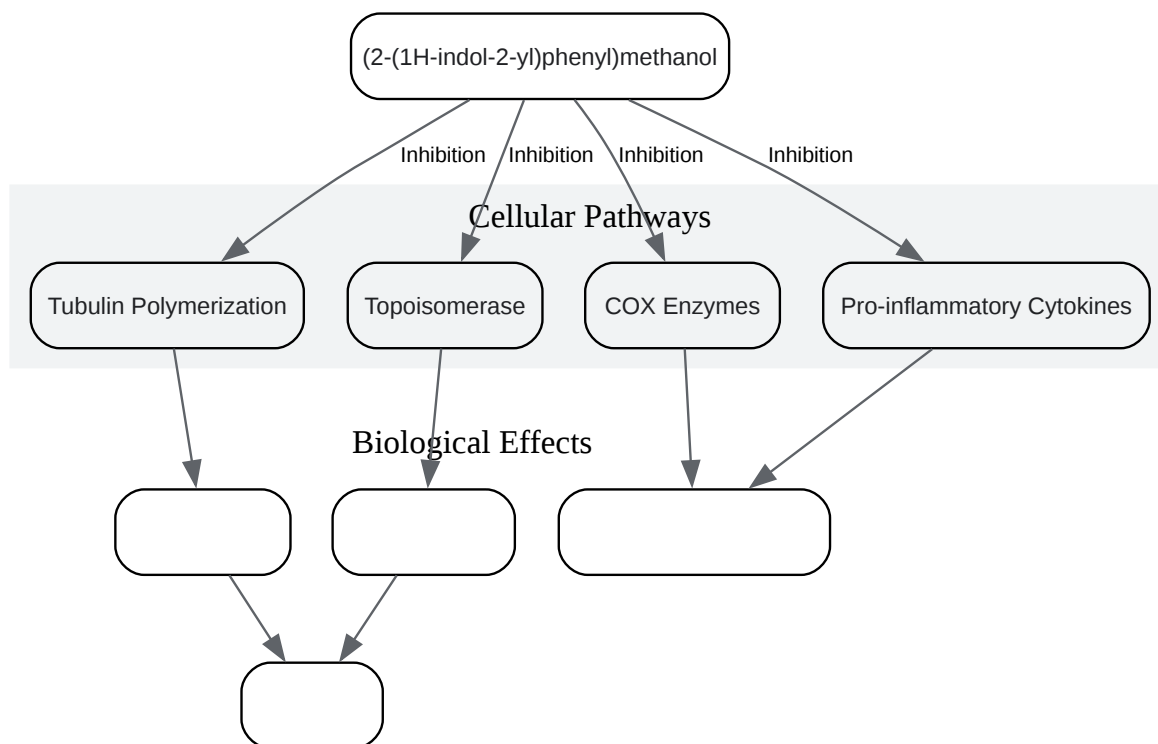 (2-(1H-indol-2-yl)phenyl)methanol
Inhibition
Inhibition
Inhibition
Inhibition
Cellular Pathways
Tubulin Polymerization
Topoisomerase
COX Enzymes
Pro-inflammatory Cytokines
Biological Effects